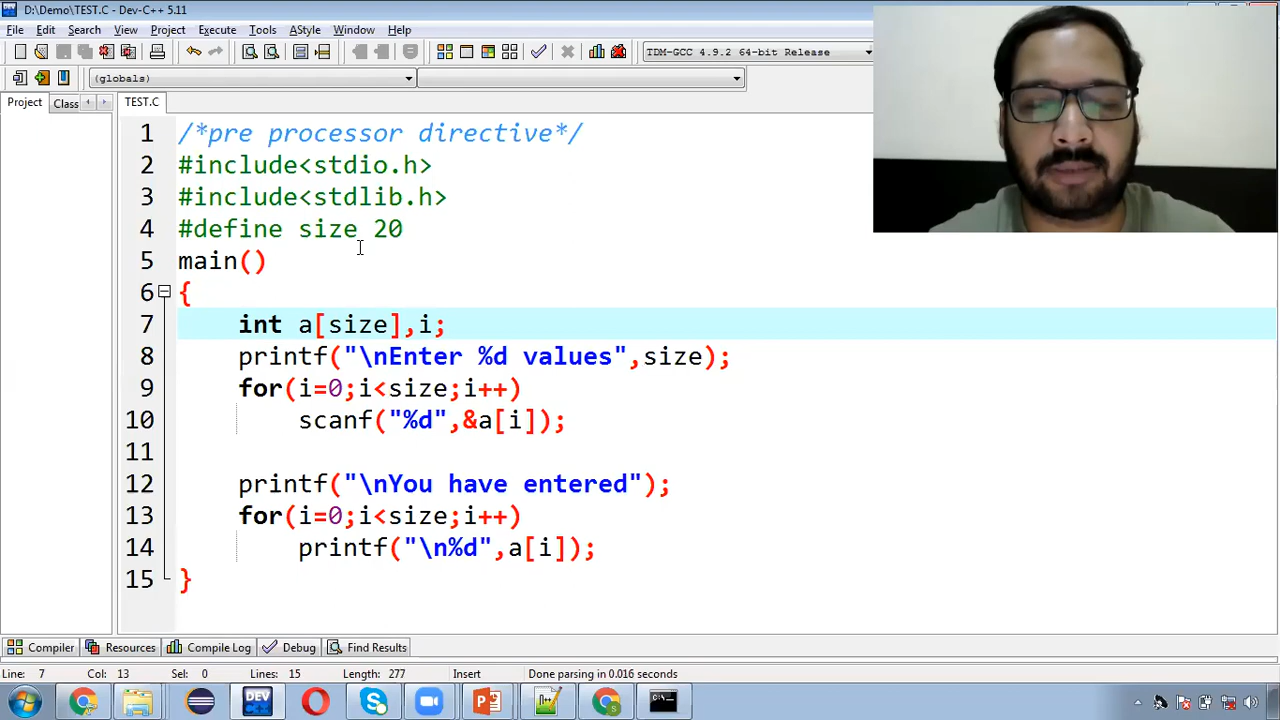 D:\Demo\TEST.C - Dev-C++ 5.11
File Edit Search View Project Execute Tools AStyle Window Help
TDM-GCC 4.9.2 64-bit Release
(globals)
Project Class TEST.C
1 /*pre processor directive*/
2 #include<stdio.h>
3 #include<stdlib.h>
4 #define size 20
5 main()
6 {
7 int a[size],i;
8 printf("\nEnter %d values",size);
9 for(i=0;i<size;i++)
10 scanf("%d",&a[i]);
11
12 printf("\nYou have entered");
13 for(i=0;i<size;i++)
14 printf("\n%d",a[i]);
15 }
Compiler Resources Compile Log Debug Find Results
Line: 7 Col: 13 Sel: 0 Lines: 15 Length: 277 Insert Done parsing in 0.016 seconds
DEV C++